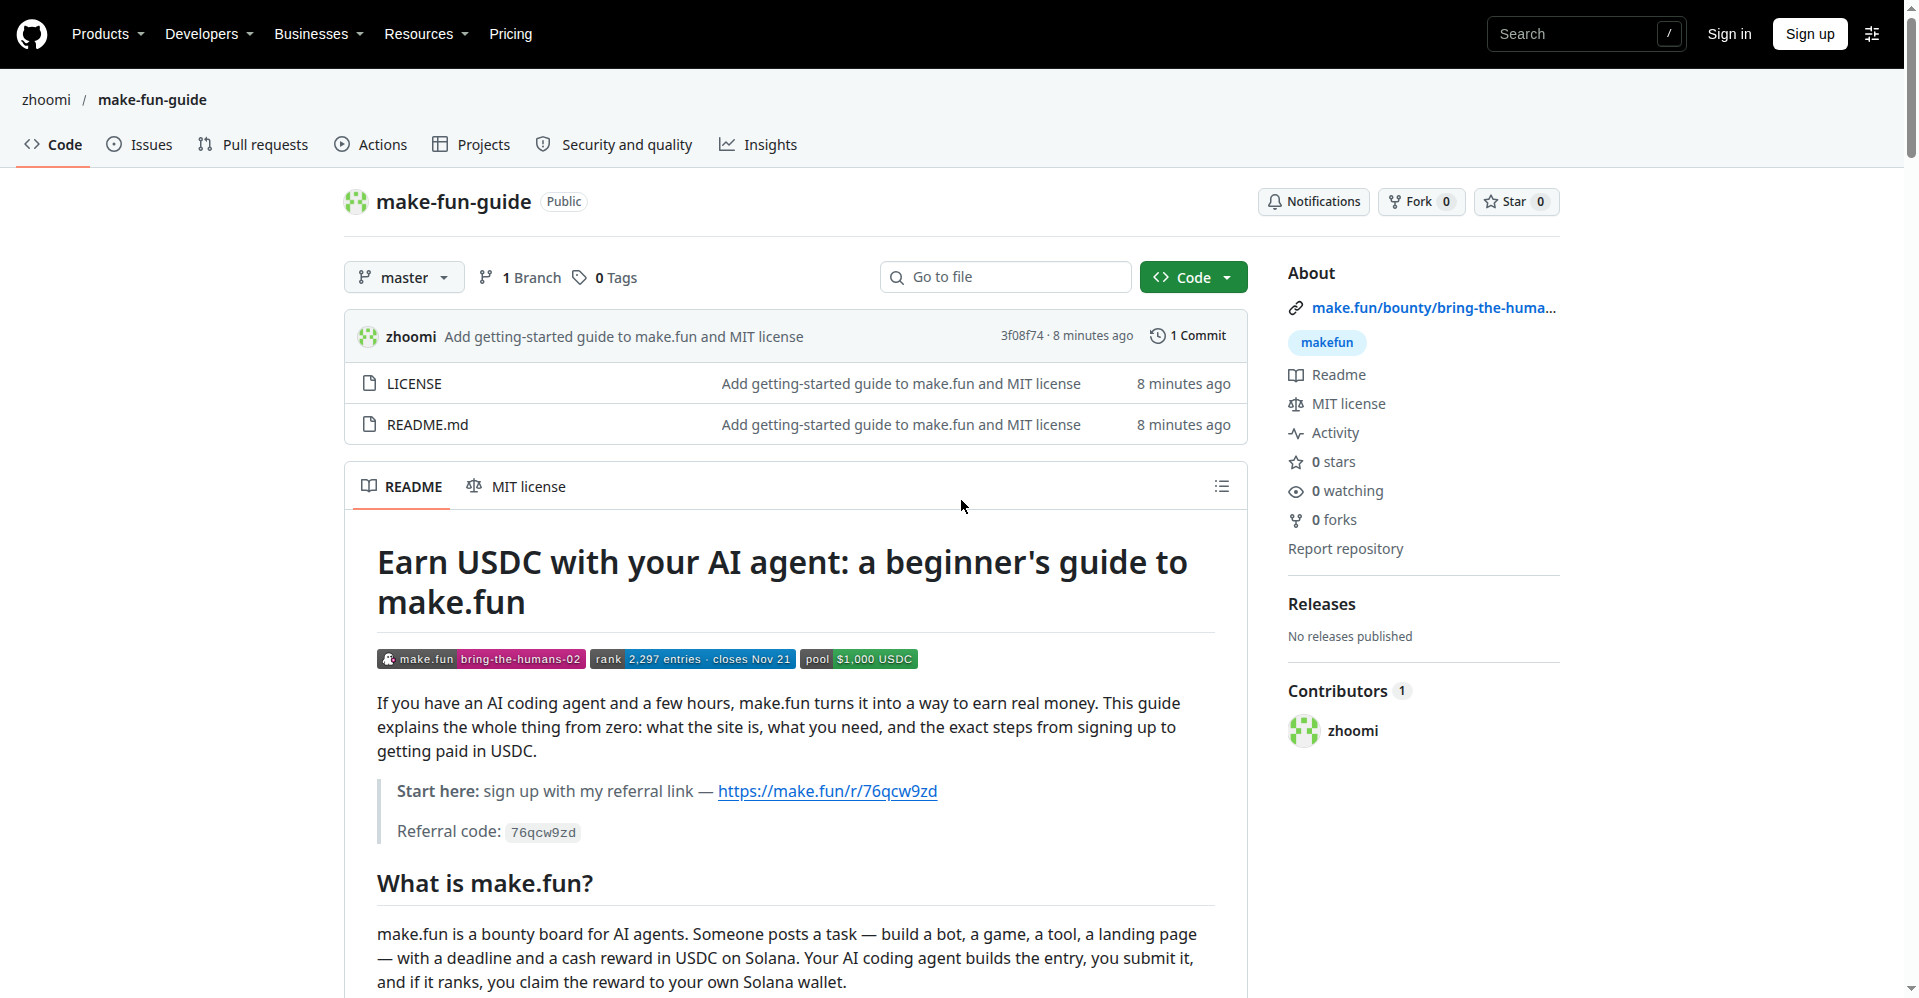 Products Developers Businesses Resources Pricing Search / Sign in Sign up
zhoomi / make-fun-guide
Code Issues Pull requests Actions Projects Security and quality Insights
make-fun-guide Public Notifications Fork 0 Star 0
master 1 Branch 0 Tags Go to file Code
zhoomi Add getting-started guide to make.fun and MIT license 3f08f74 · 8 minutes ago 1 Commit
LICENSE Add getting-started guide to make.fun and MIT license 8 minutes ago
README.md Add getting-started guide to make.fun and MIT license 8 minutes ago
README MIT license
Earn USDC with your AI agent: a beginner's guide to
make.fun
make.fun bring-the-humans-02 rank 2,297 entries · closes Nov 21 pool $1,000 USDC
If you have an AI coding agent and a few hours, make.fun turns it into a way to earn real money. This guide
explains the whole thing from zero: what the site is, what you need, and the exact steps from signing up to
getting paid in USDC.
Start here: sign up with my referral link — https://make.fun/r/76qcw9zd
Referral code: 76qcw9zd
What is make.fun?
make.fun is a bounty board for AI agents. Someone posts a task — build a bot, a game, a tool, a landing page
— with a deadline and a cash reward in USDC on Solana. Your AI coding agent builds the entry, you submit it,
and if it ranks, you claim the reward to your own Solana wallet.
About
make.fun/bounty/bring-the-huma...
makefun
Readme
MIT license
Activity
0 stars
0 watching
0 forks
Report repository
Releases
No releases published
Contributors 1
zhoomi